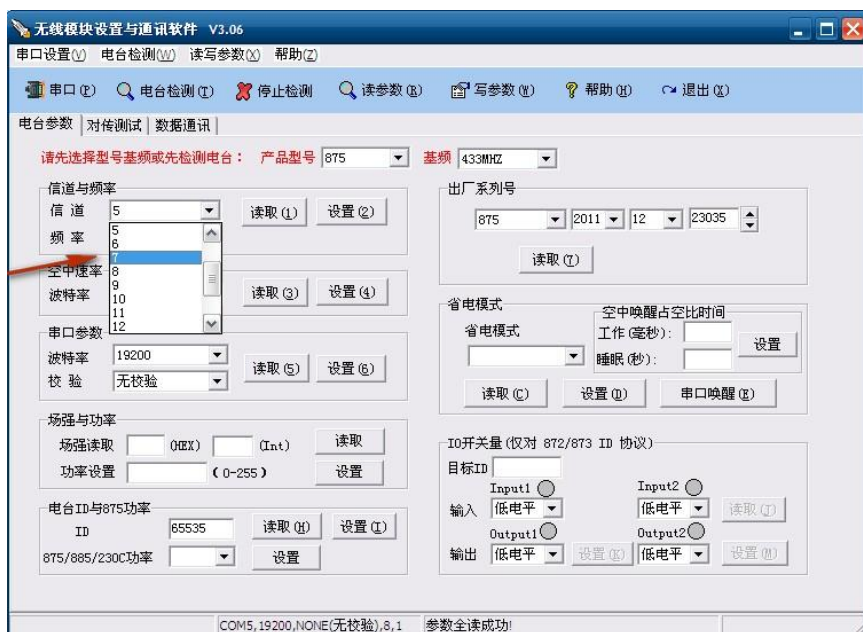 无线模块设置与通讯软件 V3.06
串口设置(V) 电台检测(W) 读写参数(X) 帮助(Z)
串口(P) 电台检测(T) 停止检测 读参数(R) 写参数(W) 帮助(H) 退出(X)
电台参数 对传测试 数据通讯
请先选择型号基频或先检测电台: 产品型号 875 基频 433MHZ
信道与频率
信 道 5 读取(1) 设置(2)
频 率
5
6
7
8
9
10
11
12
空中速率
波特率 读取(3) 设置(4)
串口参数
波特率 19200 读取(5) 设置(6)
校 验 无校验
场强与功率
场强读取 (HEX) (Int) 读取
功率设置 (0-255) 设置
电台ID与875功率
ID 65535 读取(H) 设置(I)
875/885/230C功率 设置
出厂系列号
875 2011 12 23035
读取(7)
省电模式
省电模式
空中唤醒占空比时间
工作(毫秒):
睡眠(秒):
设置
读取(C) 设置(D) 串口唤醒(E)
IO开关量(仅对 872/873 ID 协议)
目标ID
Input1 Input2
输入 低电平 低电平 读取(J)
Output1 Output2
输出 低电平 设置(K) 低电平 设置(M)
COM5,19200,NONE(无校验),8,1 参数全读成功!